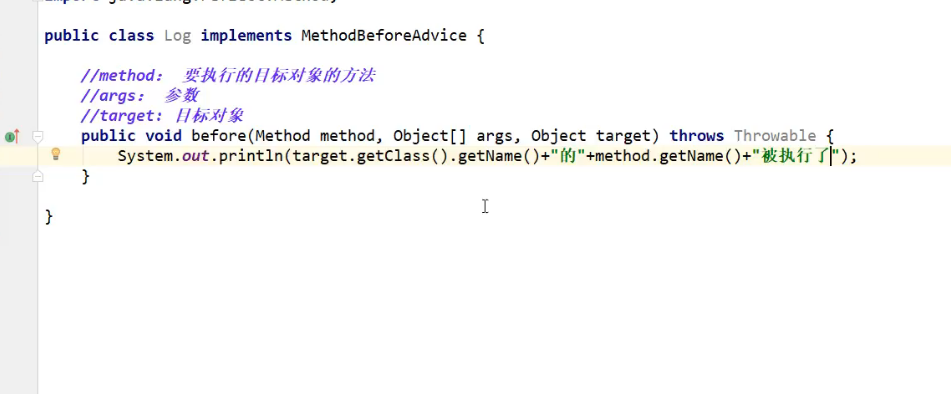 public class Log implements MethodBeforeAdvice {
//method: 要执行的目标对象的方法
//args: 参数
//target: 目标对象
public void before(Method method, Object[] args, Object target) throws Throwable {
System.out.println(target.getClass().getName()+"的"+method.getName()+"被执行了");
}
}